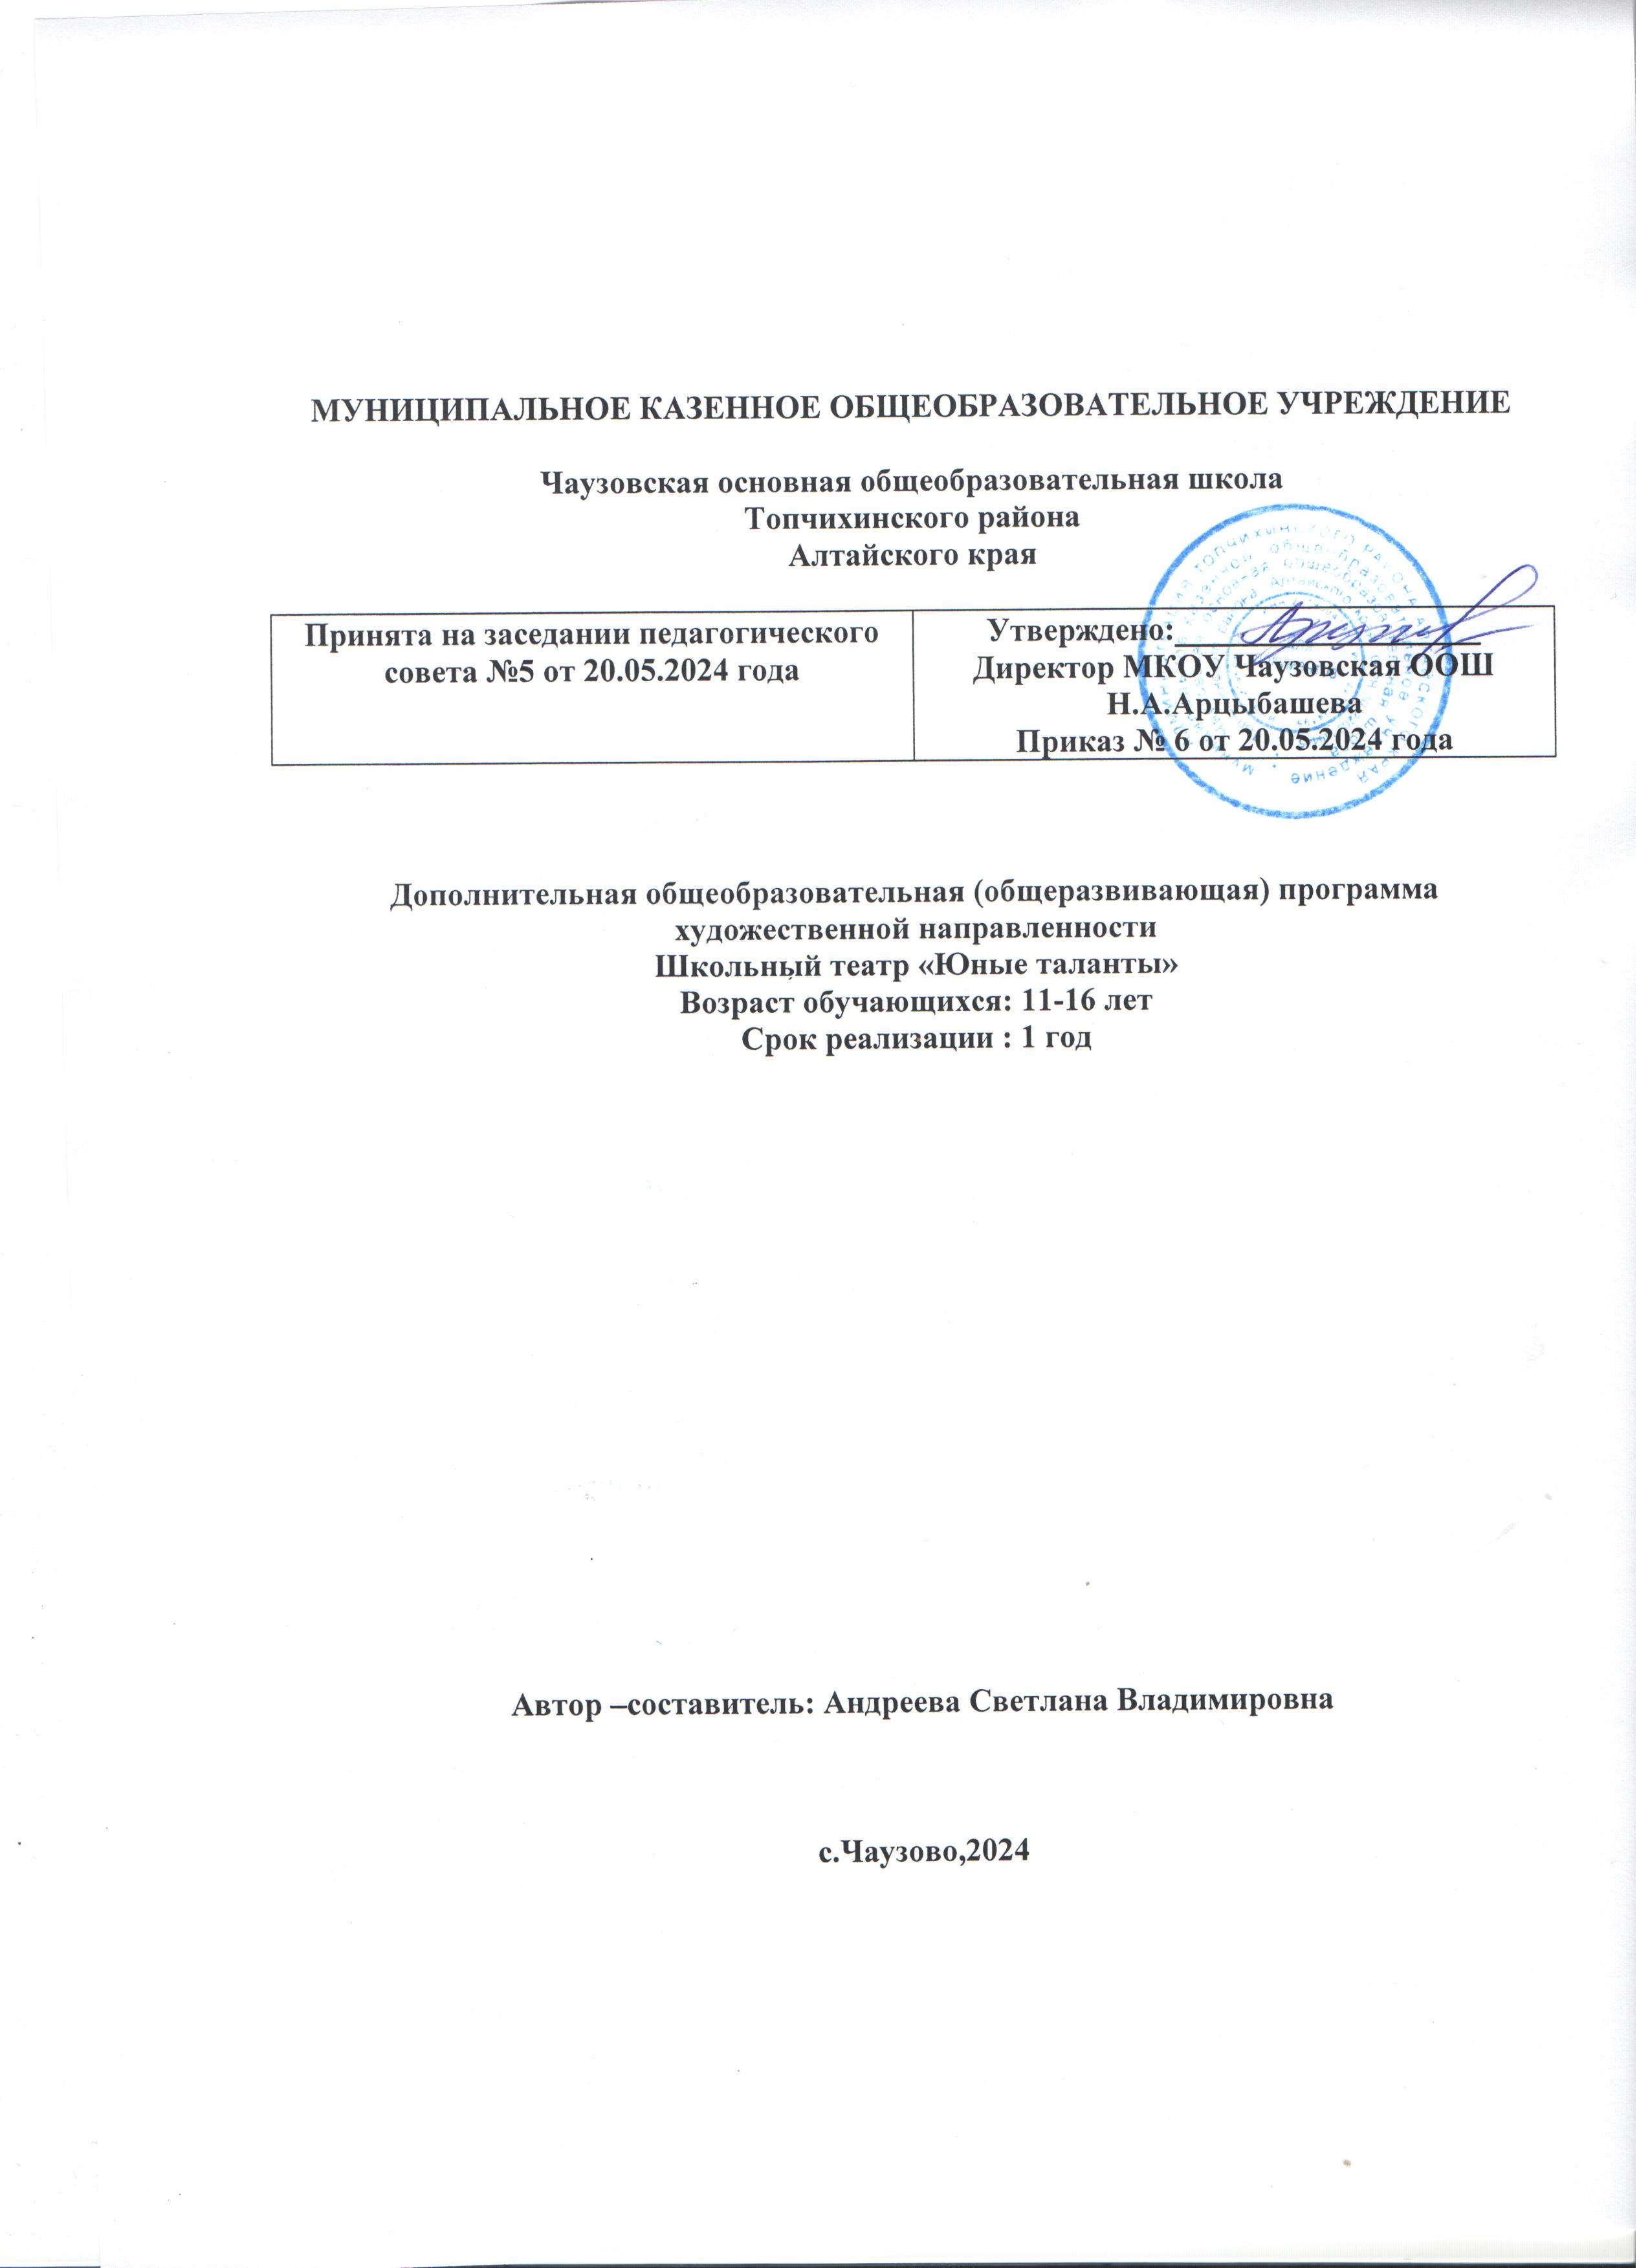 МУНИЦИПАЛЬНОЕ КАЗЕННОЕ ОБЩЕОБРАЗОВАТЕЛЬНОЕ УЧРЕЖДЕНИЕ
Чаузовская основная общеобразовательная школа
Топчихинского района
Алтайского края
Принята на заседании педагогического
совета №5 от 20.05.2024 года
Утверждено:
Директор МКОУ Чаузовская ООШ
Н.А.Арцыбашева
Приказ № 6 от 20.05.2024 года
Дополнительная общеобразовательная (общеразвивающая) программа
художественной направленности
Школьный театр «Юные таланты»
Возраст обучающихся: 11-16 лет
Срок реализации : 1 год
Автор –составитель: Андреева Светлана Владимировна
с.Чаузово,2024